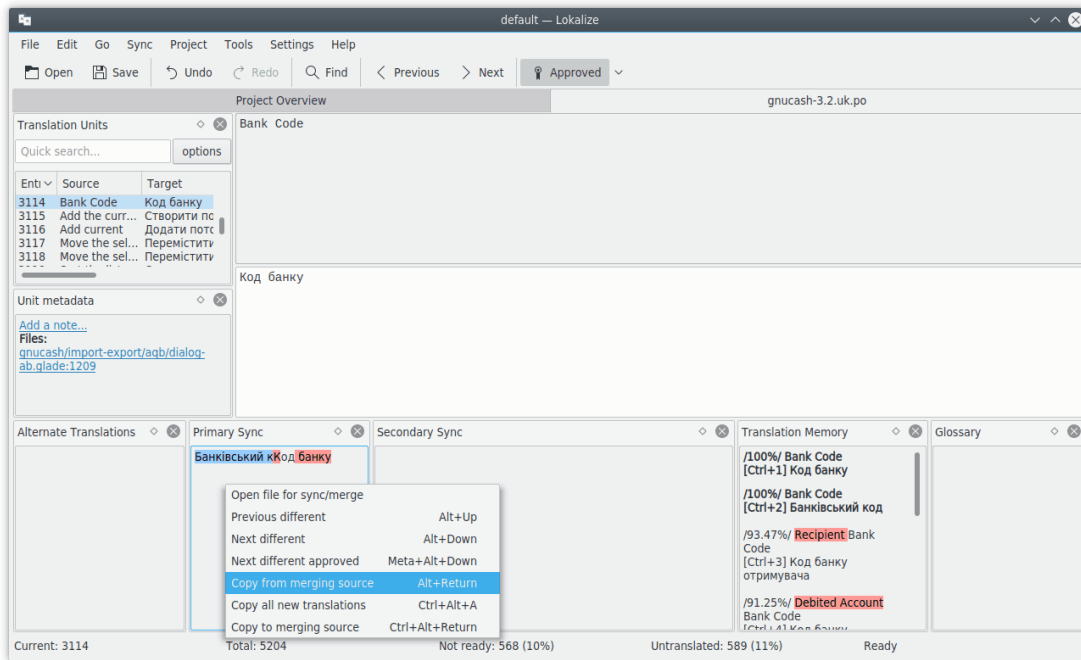 default — Lokalize
File Edit Go Sync Project Tools Settings Help
Open Save Undo Redo Find Previous Next Approved
Project Overview
gnucash-3.2.uk.po
Translation Units
Quick search...
options
Entr Source Target
3114 Bank Code Код банку
3115 Add the curr... Створити по
3116 Add current Додати пото
3117 Move the sel... Перемістити
3118 Move the sel... Перемістити
Unit metadata
Add a note...
Files:
gnucash/import-export/aqb/dialog-
ab.glade:1209
Bank Code
Код банку
Alternate Translations
Primary Sync
Банківський кКод банку
Open file for sync/merge
Previous different Alt+Up
Next different Alt+Down
Next different approved Meta+Alt+Down
Copy from merging source Alt+Return
Copy all new translations Ctrl+Alt+A
Copy to merging source Ctrl+Alt+Return
Secondary Sync
Translation Memory
/100%/ Bank Code
[Ctrl+1] Код банку
/100%/ Bank Code
[Ctrl+2] Банківський код
/93.47%/ Recipient Bank
Code
[Ctrl+3] Код банку
отримувача
/91.25%/ Debited Account
Bank Code
[Ctrl+4] Код банку
Glossary
Current: 3114 Total: 5204 Not ready: 568 (10%) Untranslated: 589 (11%) Ready